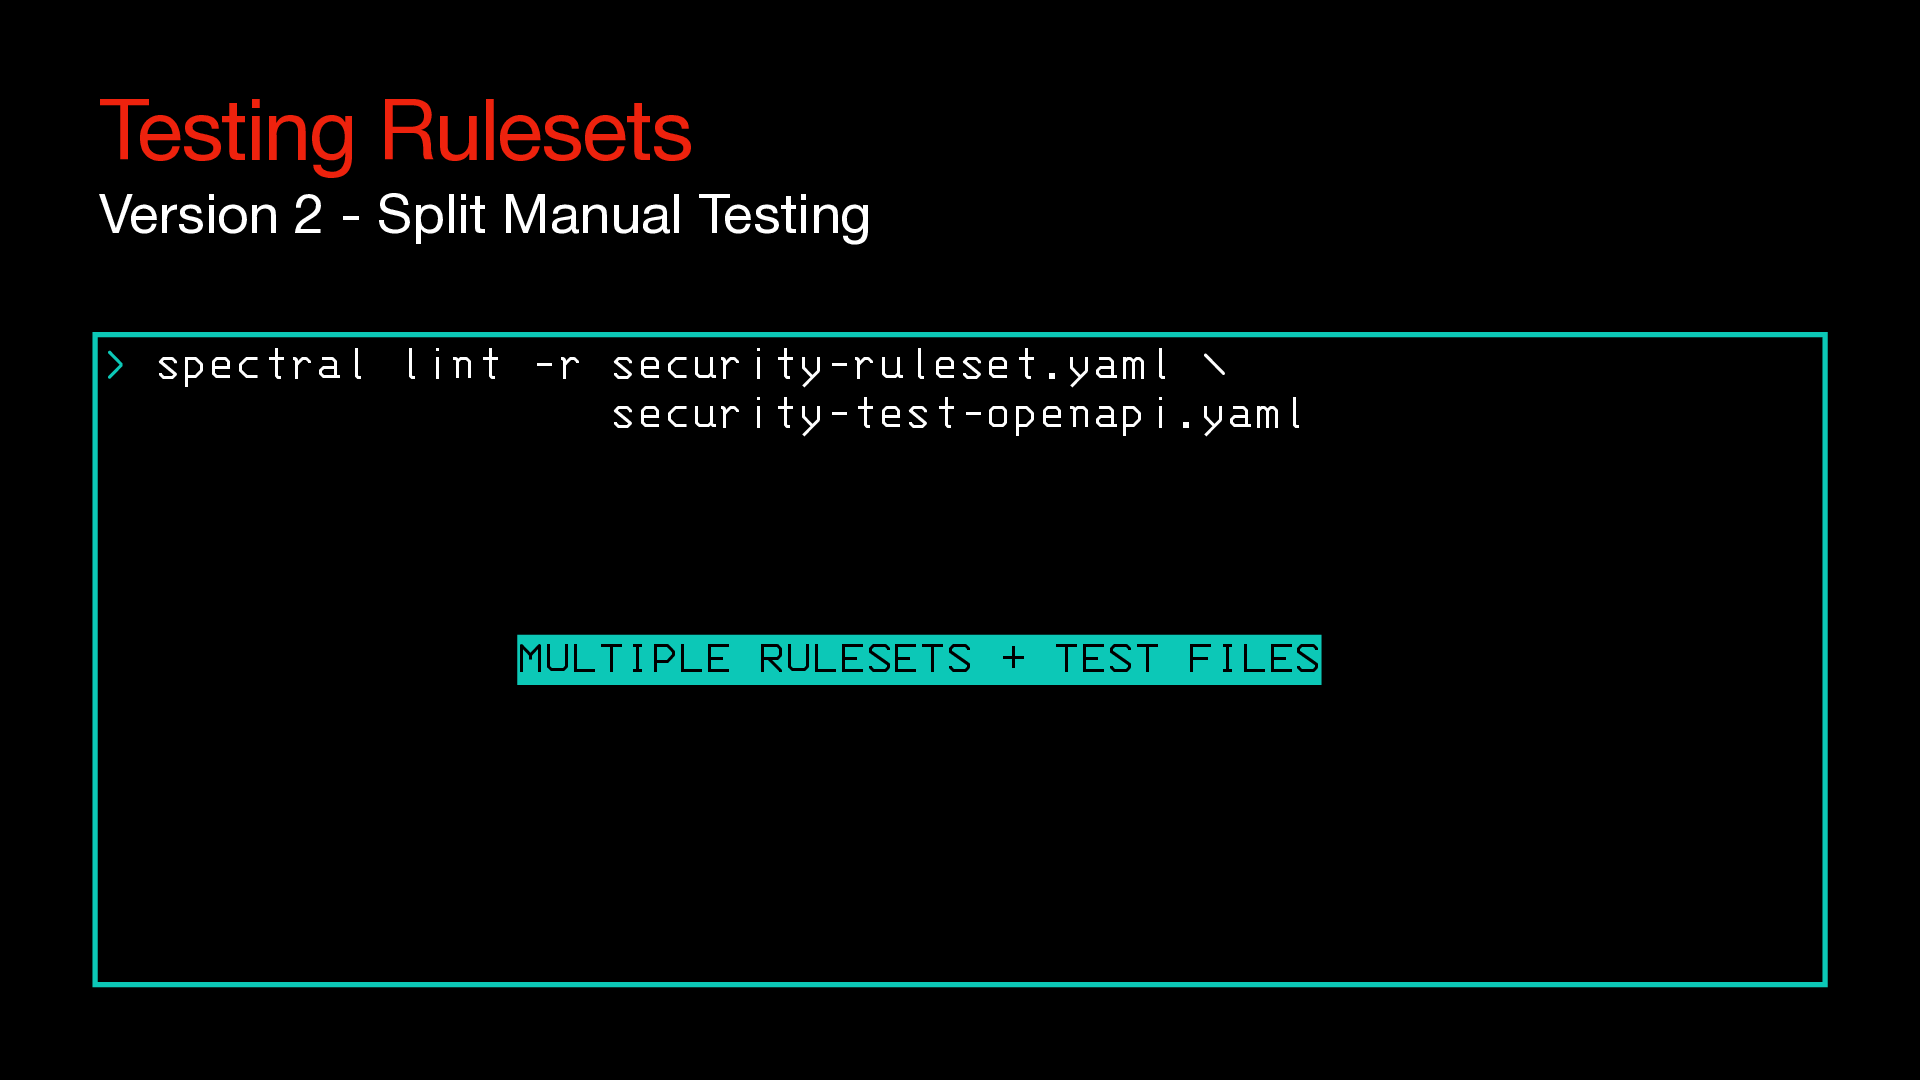 Testing Rulesets
Version 2 - Split Manual Testing
> spectral lint -r security-ruleset.yaml \
security-test-openapi.yaml
MULTIPLE RULESETS + TEST FILES